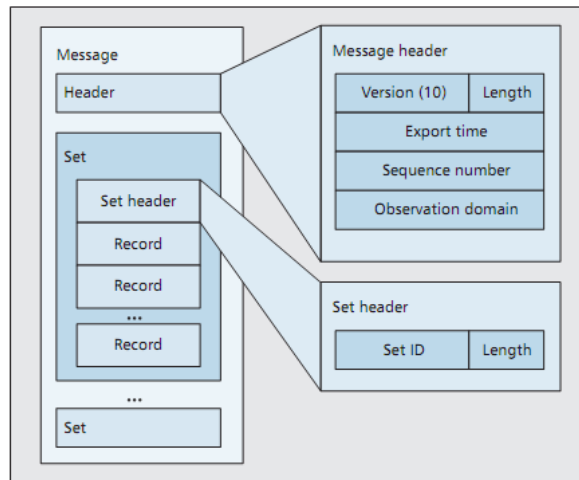 Message
Header
Set
Set header
Record
Record
...
Record
...
Set
Message header
Version (10) Length
Export time
Sequence number
Observation domain
Set header
Set ID Length